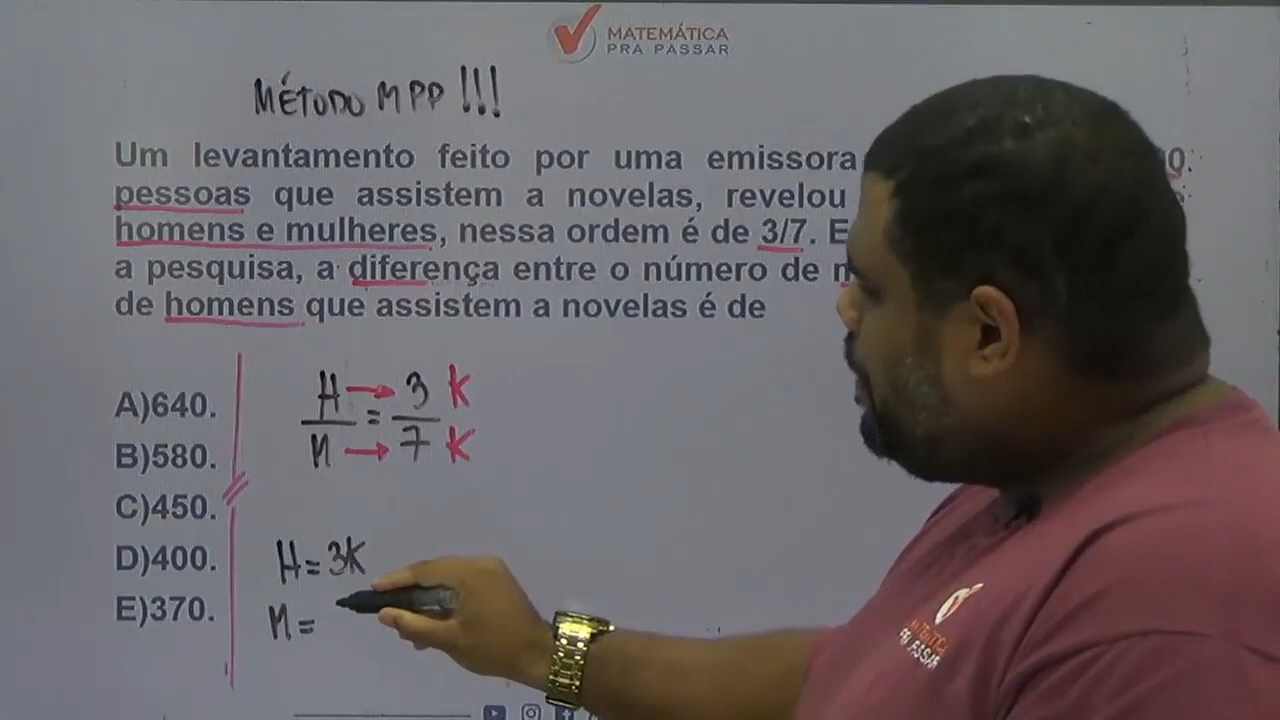 MATEMÁTICA
PRA PASSAR
MÉTODO MPP!!!
Um levantamento feito por uma emissora
pessoas que assistem a novelas, revelou
homens e mulheres, nessa ordem é de 3/7. E
a pesquisa, a diferença entre o número de
de homens que assistem a novelas é de
A)640.
B)580.
C)450.
D)400.
E)370.
H → 3 K
=
M → 7 K
H = 3K
M =
MATEMÁTICA
PRA PASSAR